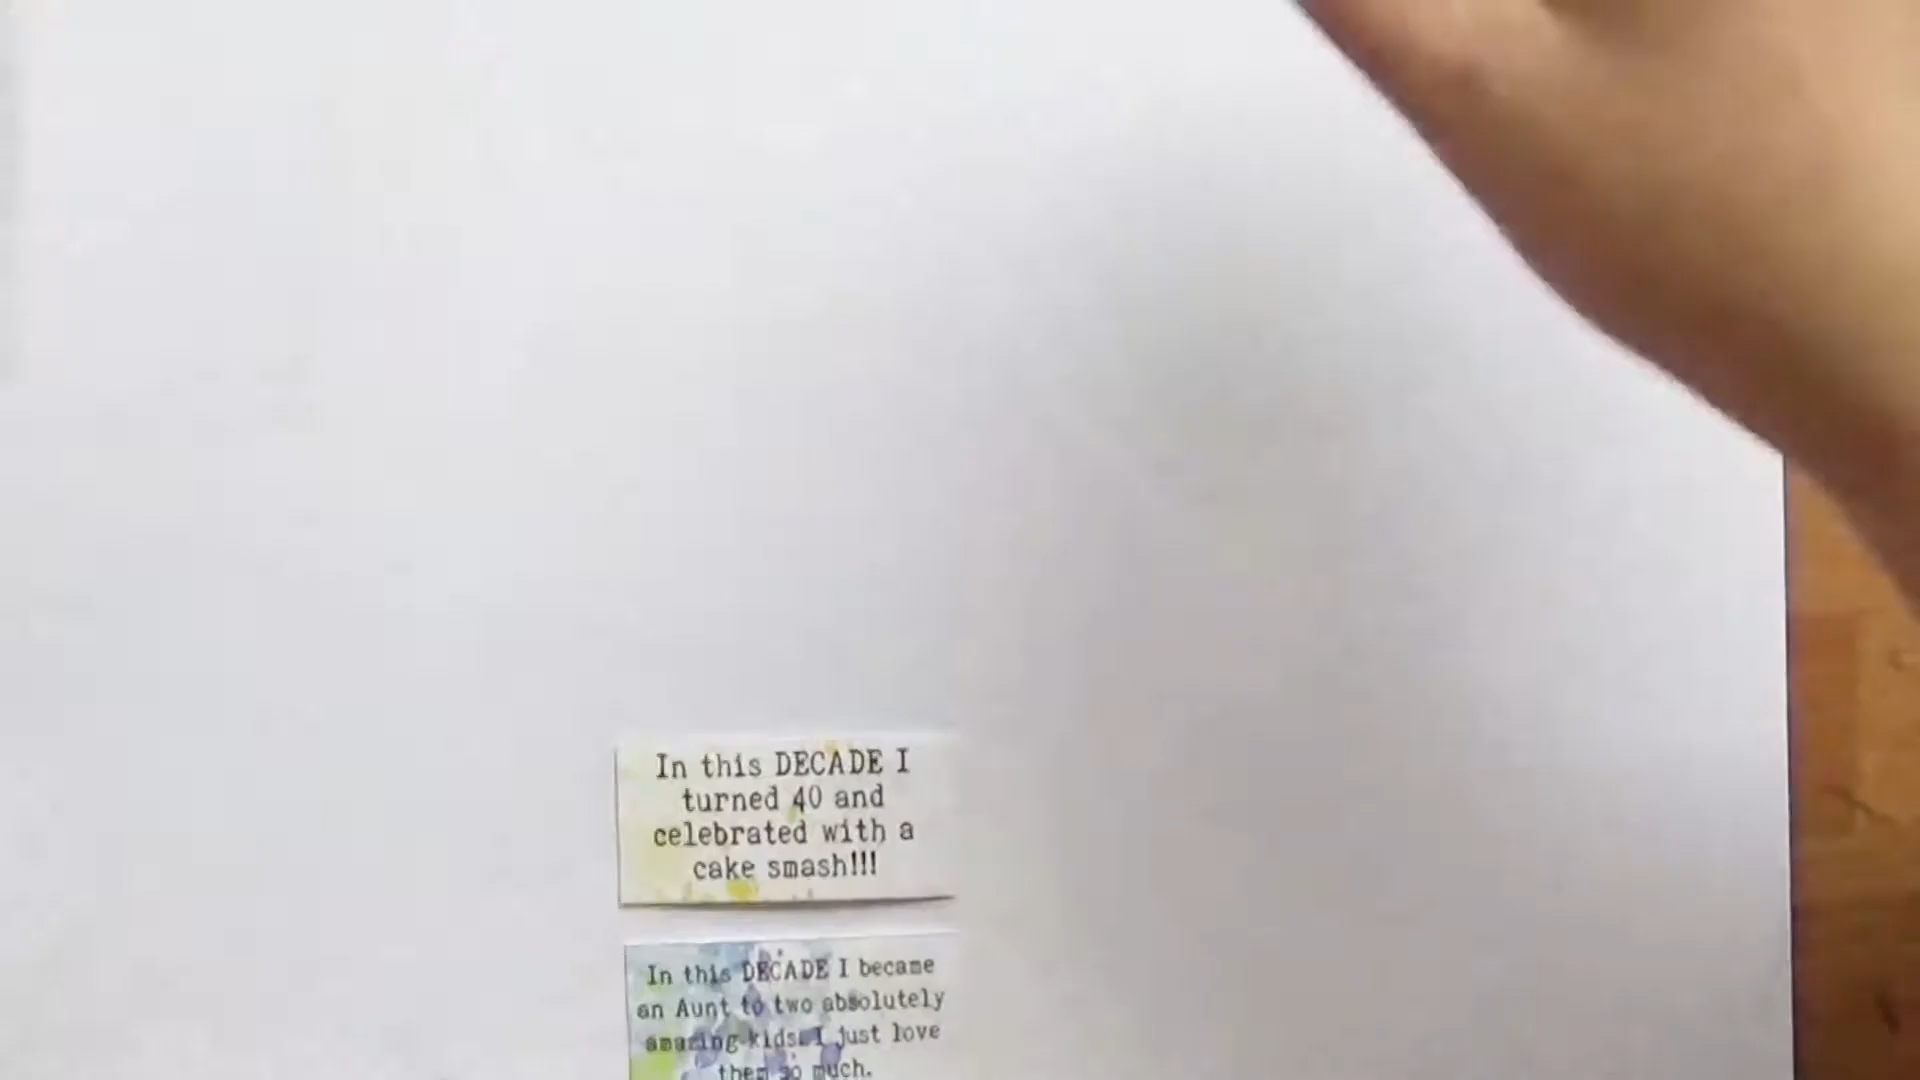 In this DECADE I
turned 40 and
celebrated with a
cake smash!!!
In this DECADE I became
an Aunt to two absolutely
amazing kids. I just love
them so much.